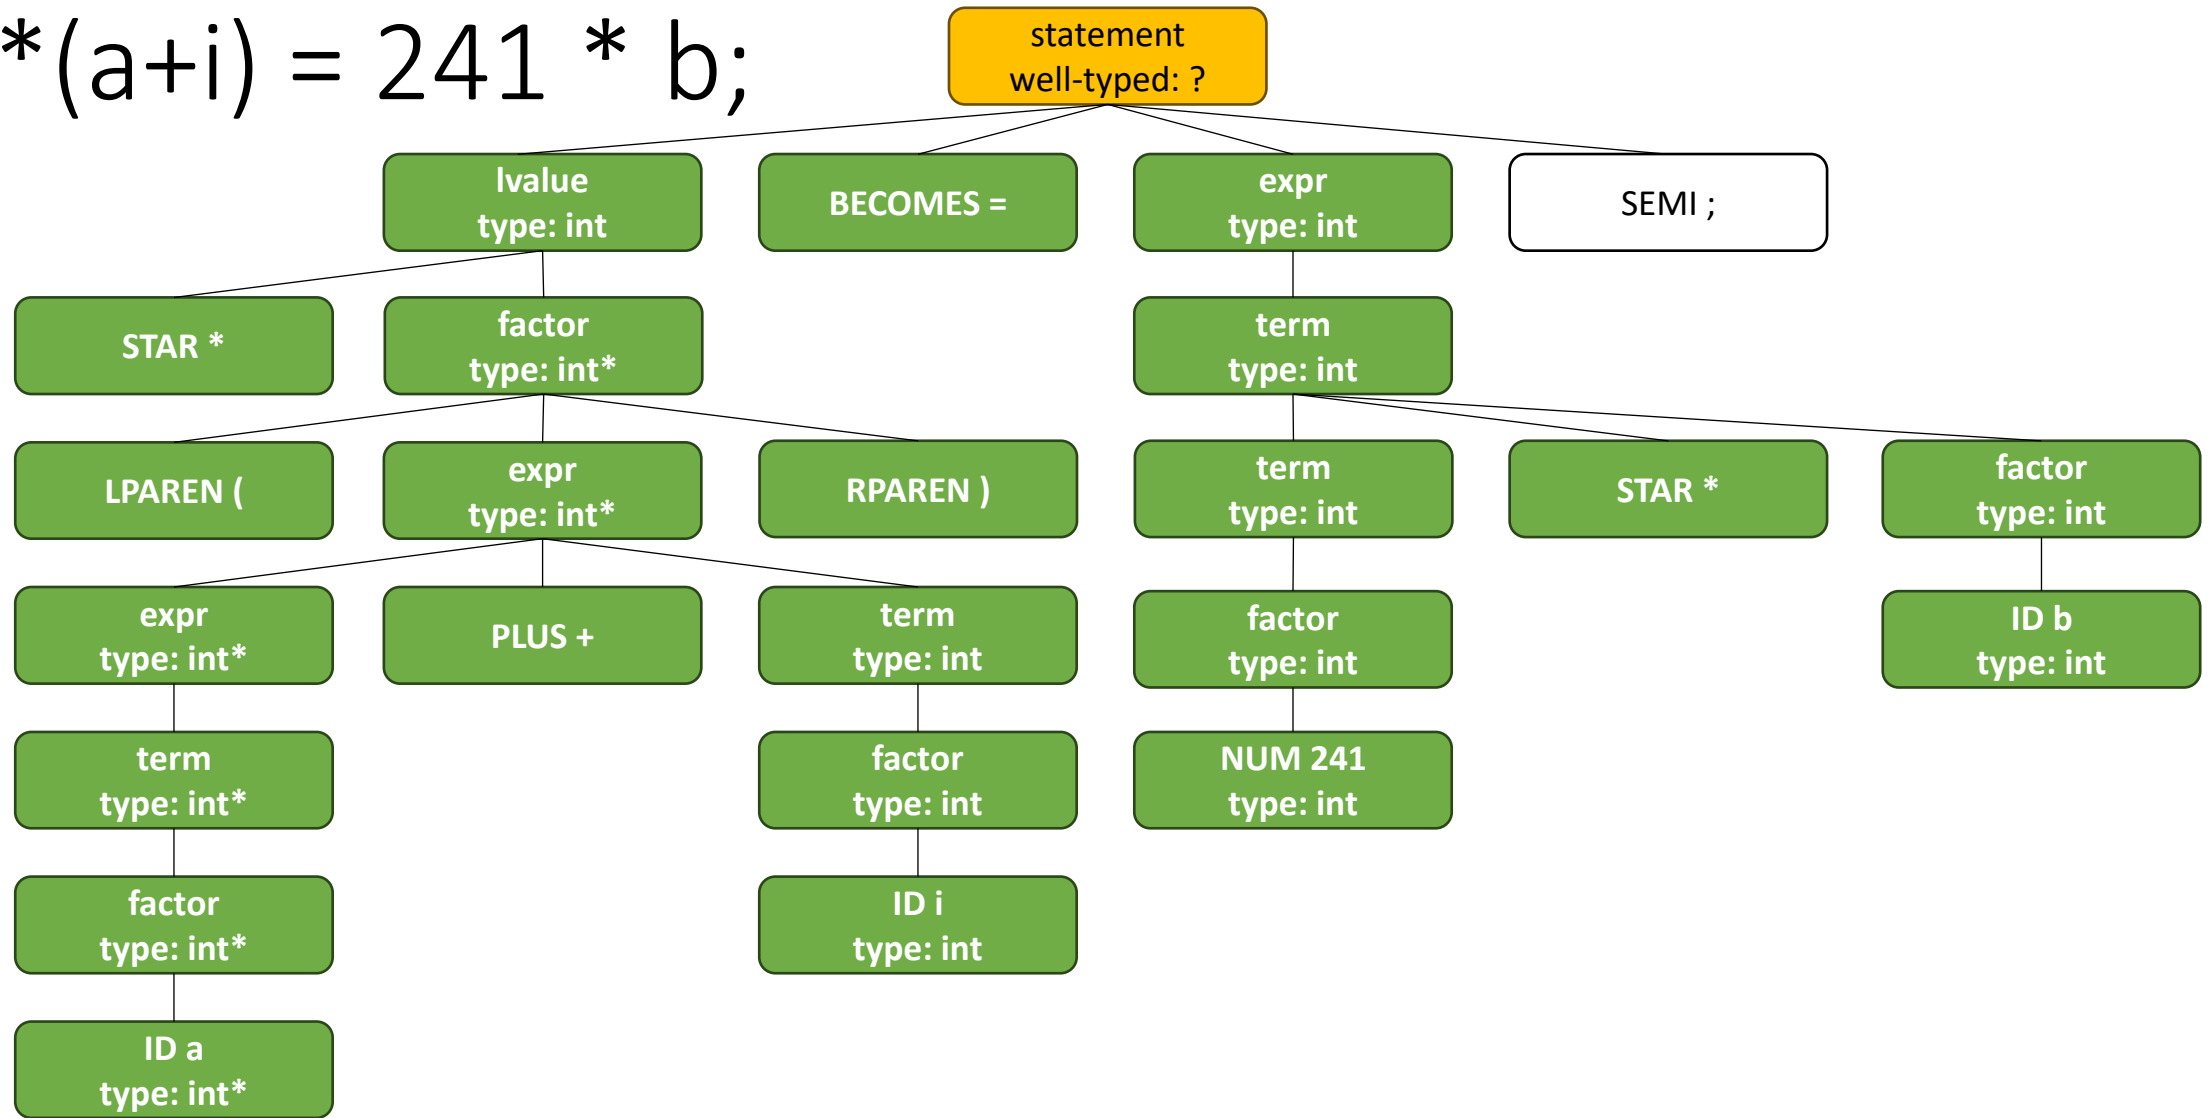 *(a+i) = 241 * b;
statement
well-typed: ?
lvalue
type: int
BECOMES =
expr
type: int
SEMI ;
STAR *
factor
type: int*
term
type: int
LPAREN (
expr
type: int*
RPAREN )
term
type: int
STAR *
factor
type: int
expr
type: int*
PLUS +
term
type: int
factor
type: int
ID b
type: int
term
type: int*
factor
type: int
NUM 241
type: int
factor
type: int*
ID i
type: int
ID a
type: int*